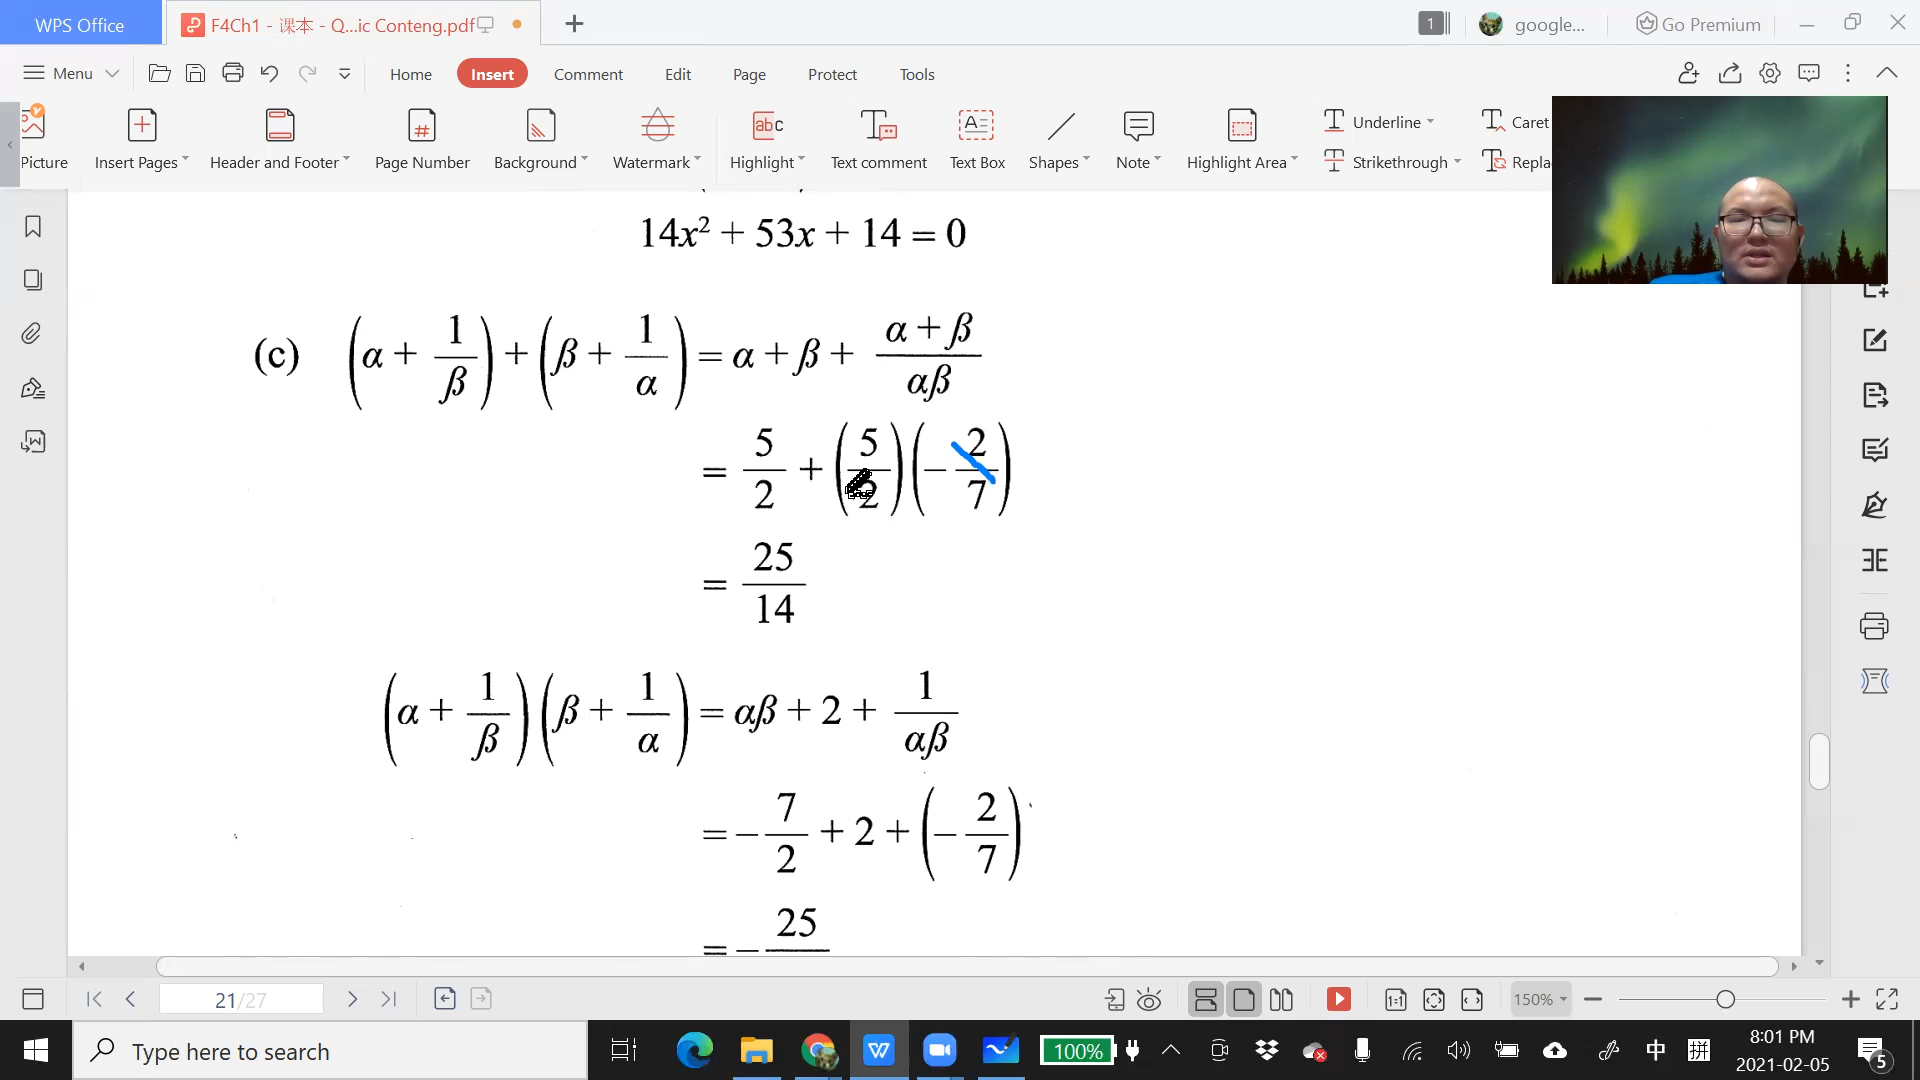 WPS Office
F4Ch1 - 课本 - Q...ic Conteng.pdf
1
google...
Go Premium
Menu
Home
Insert
Comment
Edit
Page
Protect
Tools
Picture
Insert Pages
Header and Footer
Page Number
Background
Watermark
Highlight
Text comment
Text Box
Shapes
Note
Highlight Area
Underline
Strikethrough
Caret
14x² + 53x + 14 = 0
(c) (α + 1/β) + (β + 1/α) = α + β + (α + β)/αβ
= 5/2 + (5/2)(− 2/7)
= 25/14
(α + 1/β)(β + 1/α) = αβ + 2 + 1/αβ
= − 7/2 + 2 + (− 2/7)
= − 25
21/27
150%
Type here to search
100%
中
拼
8:01 PM
2021-02-05
5